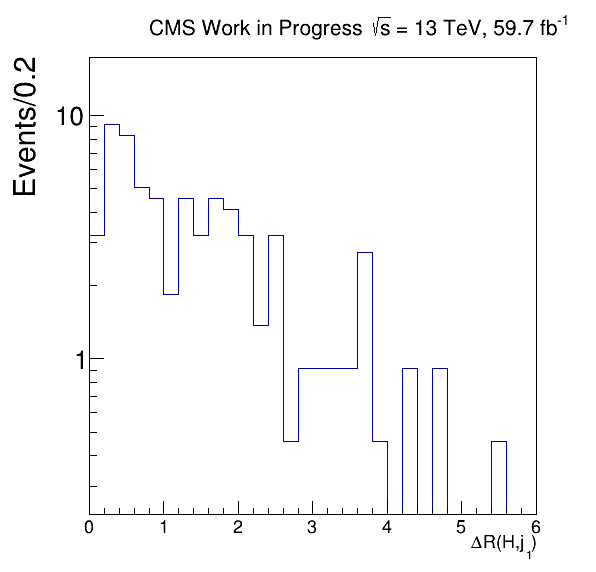 CMS Work in Progress √s = 13 TeV, 59.7 fb⁻¹
Events/0.2
10
1
0 1 2 3 4 5 6
ΔR(H,j₁)